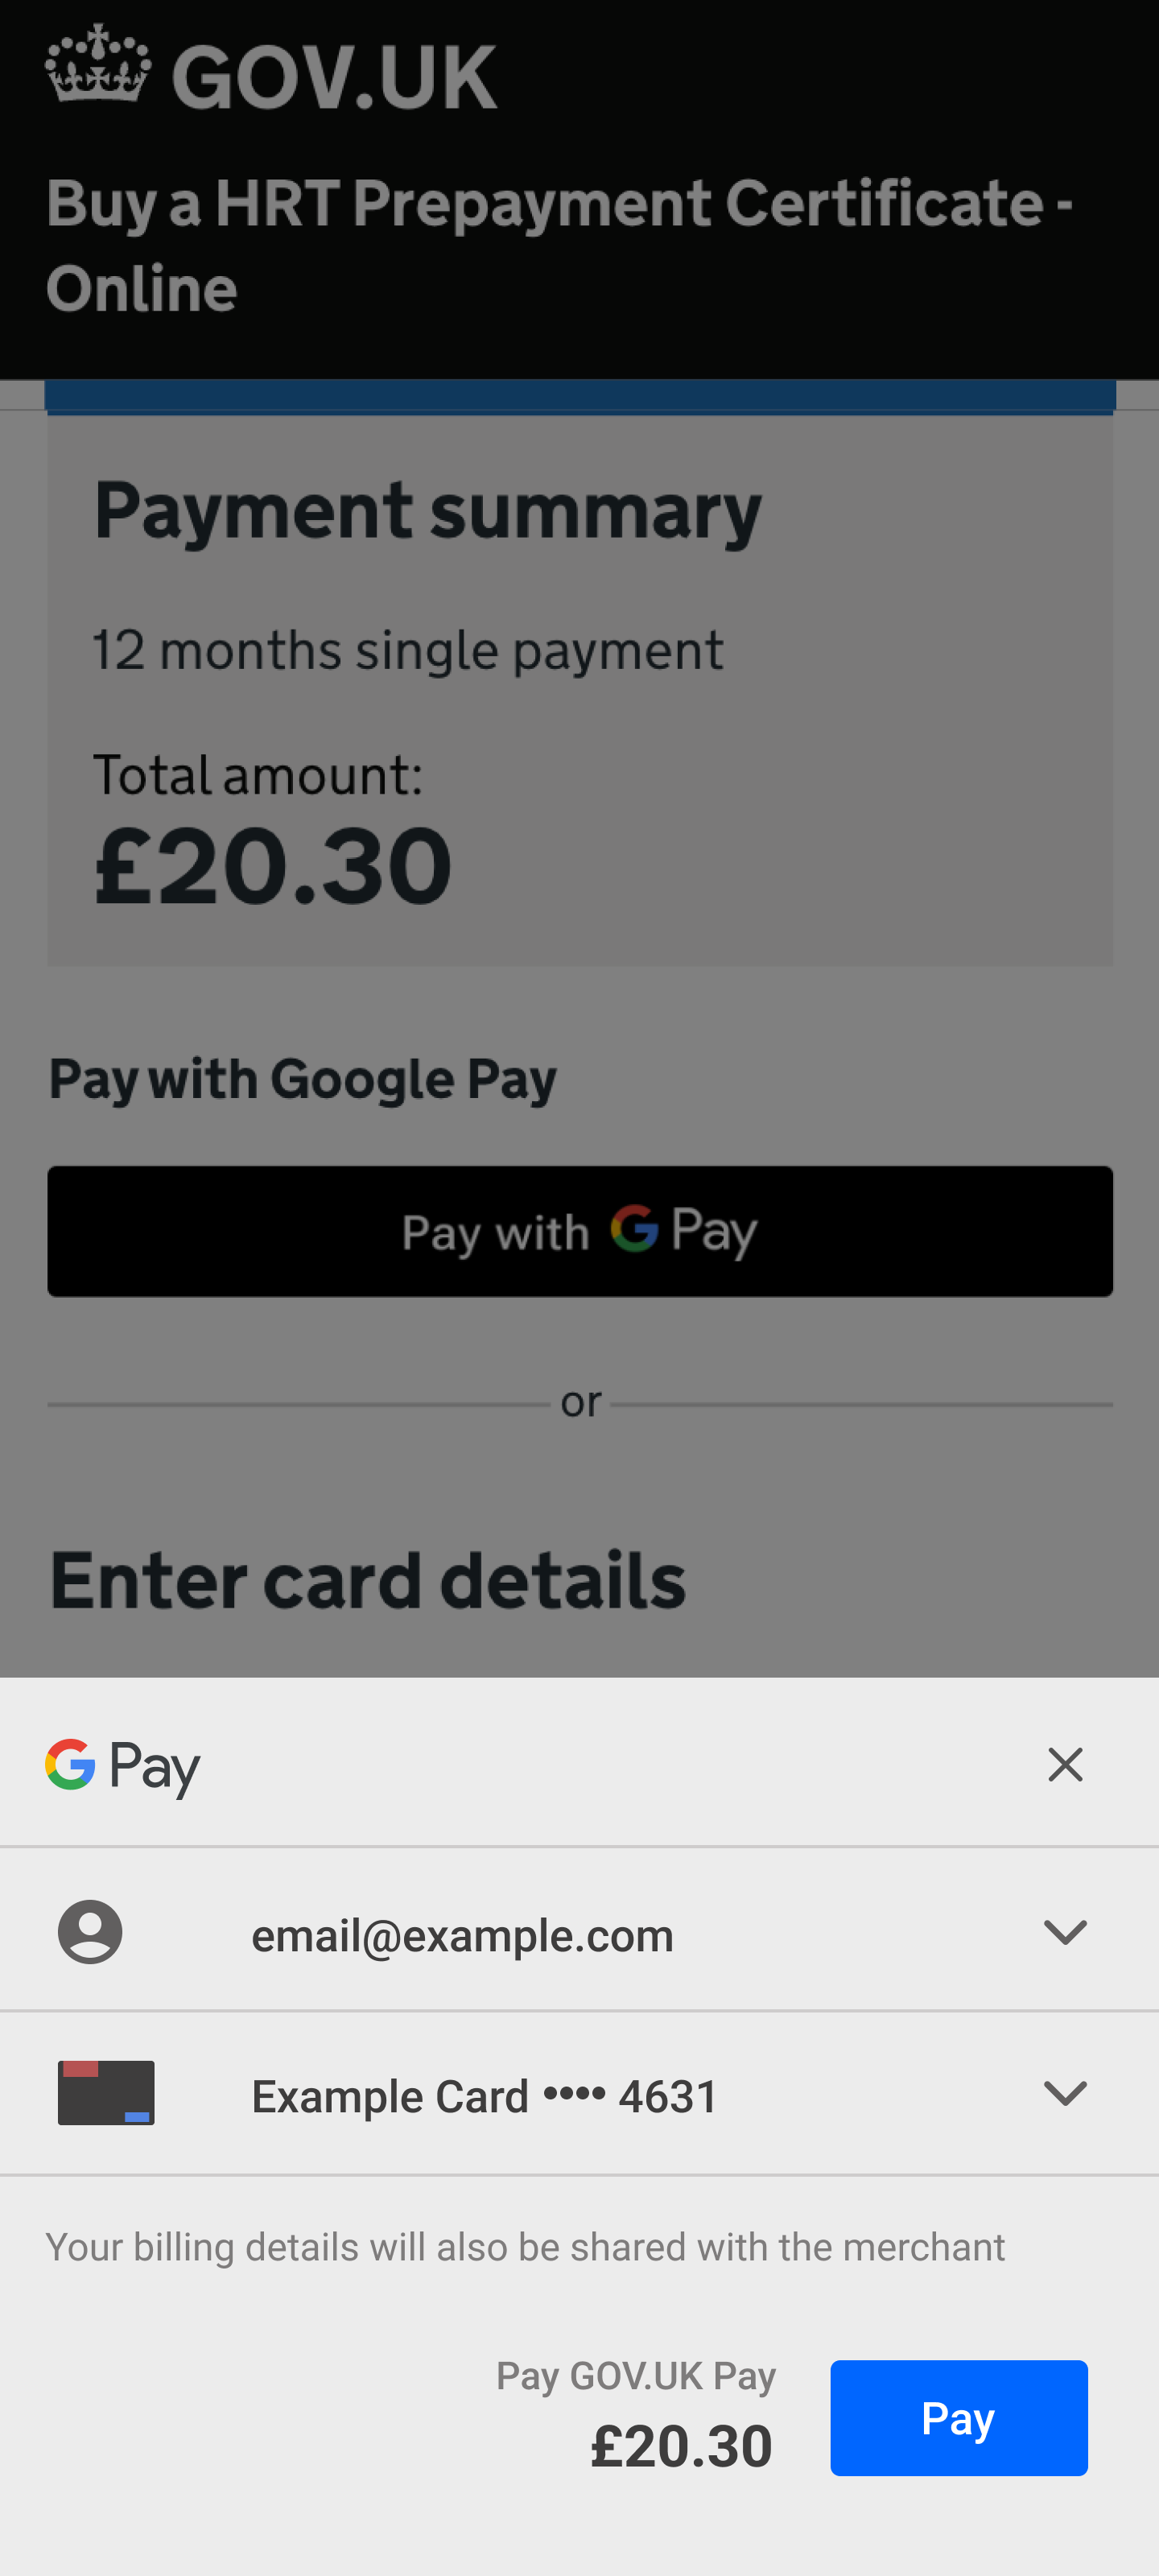 GOV.UK
Buy a HRT Prepayment Certificate -
Online
Payment summary
12 months single payment
Total amount:
£20.30
Pay with Google Pay
Pay with G Pay
or
Enter card details
G Pay
email@example.com
Example Card •••• 4631
Your billing details will also be shared with the merchant
Pay GOV.UK Pay
£20.30
Pay